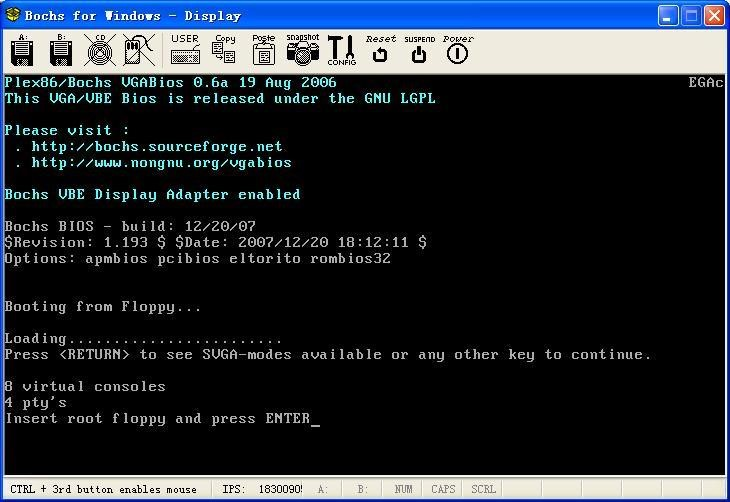 Bochs for Windows - Display
A: B: CD USER Copy Paste snapshot CONFIG Reset SUSPEND Power
Plex86/Bochs VGABios 0.6a 19 Aug 2006 EGAc
This VGA/VBE Bios is released under the GNU LGPL
Please visit :
. http://bochs.sourceforge.net
. http://www.nongnu.org/vgabios
Bochs VBE Display Adapter enabled
Bochs BIOS - build: 12/20/07
$Revision: 1.193 $ $Date: 2007/12/20 18:12:11 $
Options: apmbios pcibios eltorito rombios32
Booting from Floppy...
Loading........................
Press <RETURN> to see SVGA-modes available or any other key to continue.
8 virtual consoles
4 pty's
Insert root floppy and press ENTER_
CTRL + 3rd button enables mouse IPS: 1830090 A: B: NUM CAPS SCRL